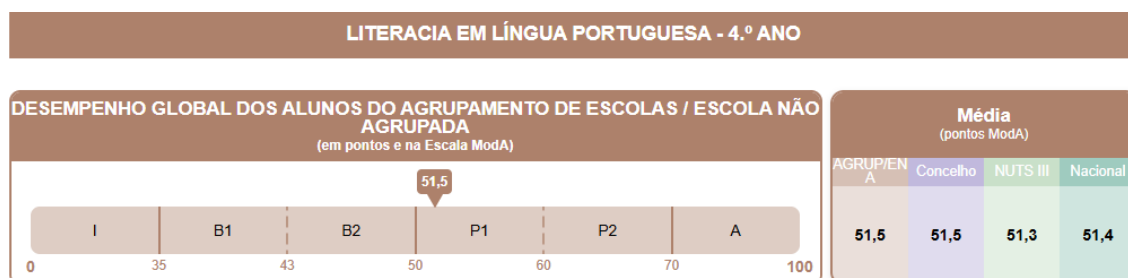 LITERACIA EM LÍNGUA PORTUGUESA - 4.º ANO
DESEMPENHO GLOBAL DOS ALUNOS DO AGRUPAMENTO DE ESCOLAS / ESCOLA NÃO
AGRUPADA
(em pontos e na Escala ModA)
51,5
I B1 B2 P1 P2 A
0 35 43 50 60 70 100
Média
(pontos ModA)
AGRUP/EN
A
Concelho NUTS III Nacional
51,5 51,5 51,3 51,4